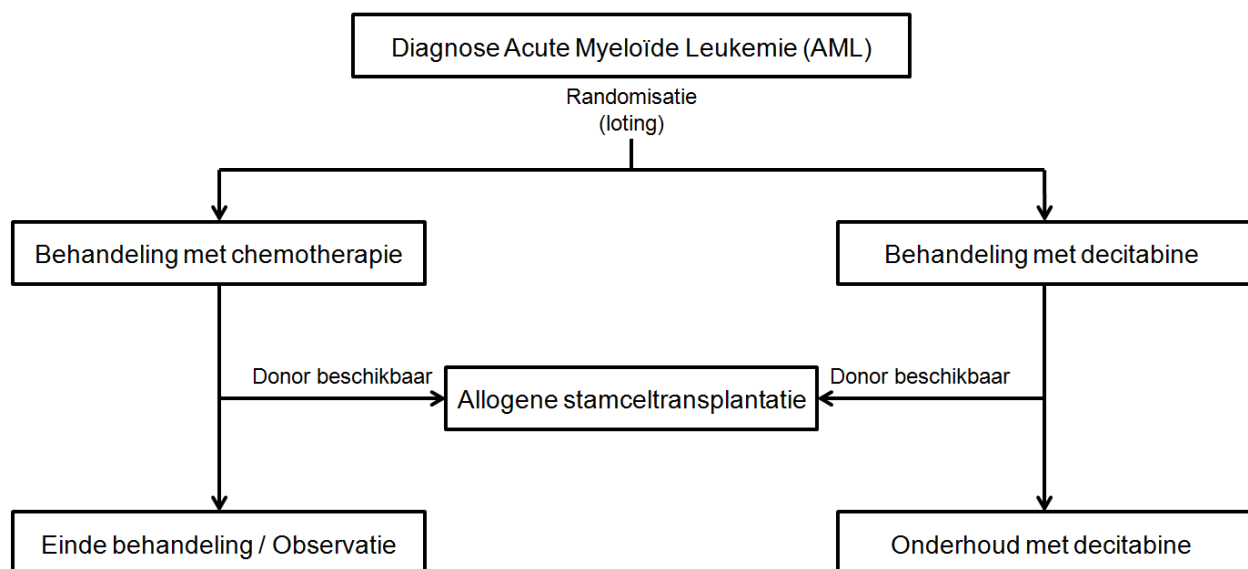 Diagnose Acute Myeloïde Leukemie (AML)
Randomisatie
(loting)
Behandeling met chemotherapie
Behandeling met decitabine
Donor beschikbaar
Donor beschikbaar
Allogene stamceltransplantatie
Einde behandeling / Observatie
Onderhoud met decitabine